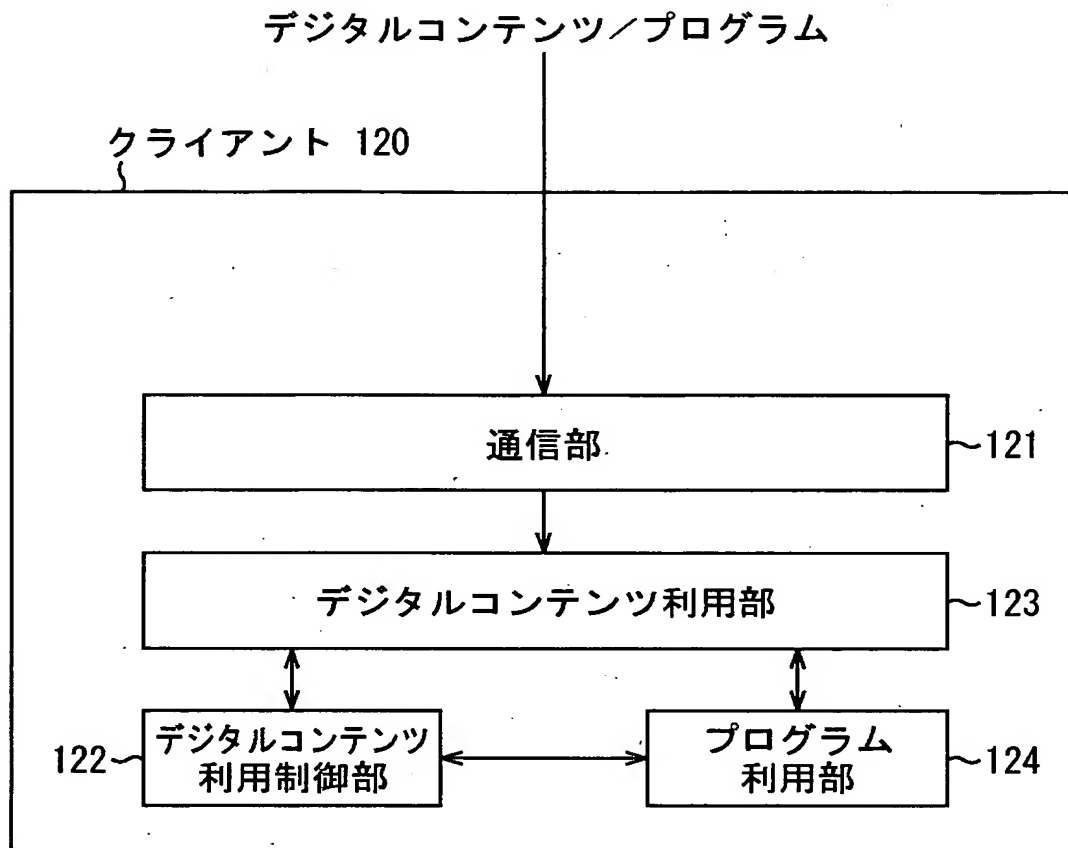 デジタルコンテンツ/プログラム
クライアント 120
通信部
121
デジタルコンテンツ利用部
123
デジタルコンテンツ
利用制御部
122
プログラム
利用部
124